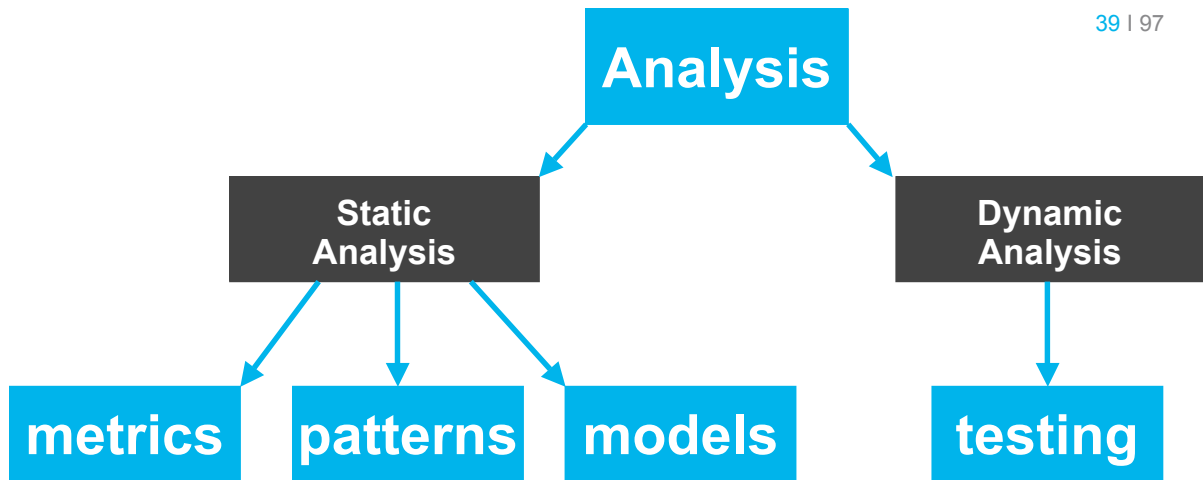 39 | 97
Analysis
Static
Analysis
Dynamic
Analysis
metrics
patterns
models
testing